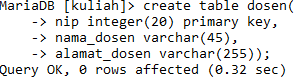 MariaDB [kuliah]> create table dosen(
-> nip integer(20) primary key,
-> nama_dosen varchar(45),
-> alamat_dosen varchar(255));
Query OK, 0 rows affected (0.32 sec)